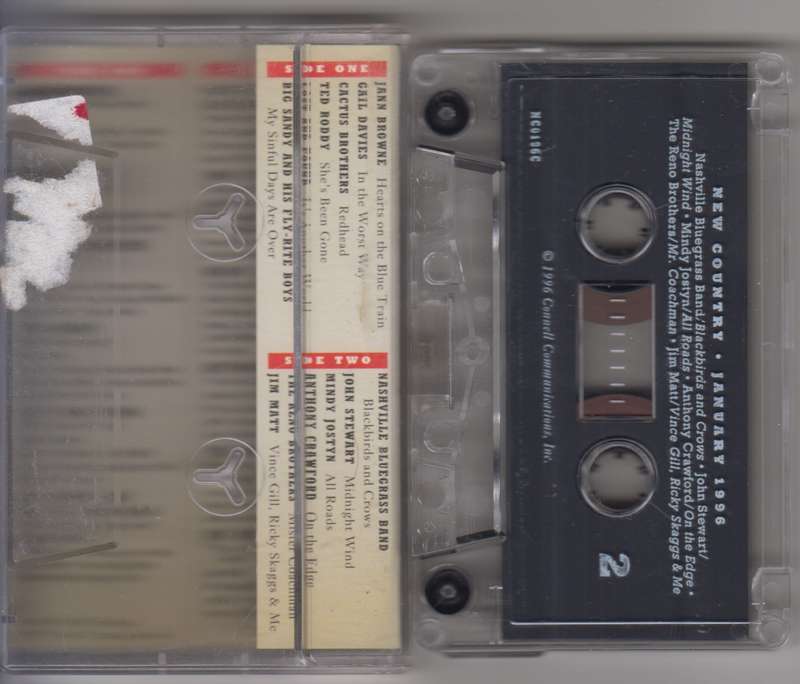 SIDE ONE
JANN BROWNE Hearts on the Blue Train
GAIL DAVIES In the Worst Way
CACTUS BROTHERS Redhead
TED RODDY She's Been Gone
BIG SANDY AND HIS FLY-RITE BOYS
My Sinful Days Are Over
SIDE TWO
NASHVILLE BLUEGRASS BAND
Blackbirds and Crows
JOHN STEWART Midnight Wind
MINDY JOSTYN All Roads
ANTHONY CRAWFORD On the Edge
THE RENO BROTHERS Mister Coachman
JIM MATT Vince Gill, Ricky Skaggs & Me
NEW COUNTRY • JANUARY 1996
Nashville Bluegrass Band/Blackbirds and Crows • John Stewart/
Midnight Wind • Mindy Jostyn/All Roads • Anthony Crawford/On the Edge •
The Reno Brothers/Mr. Coachman • Jim Matt/Vince Gill, Ricky Skaggs & Me
2
NC0196C
© 1996 Connell Communications, Inc.